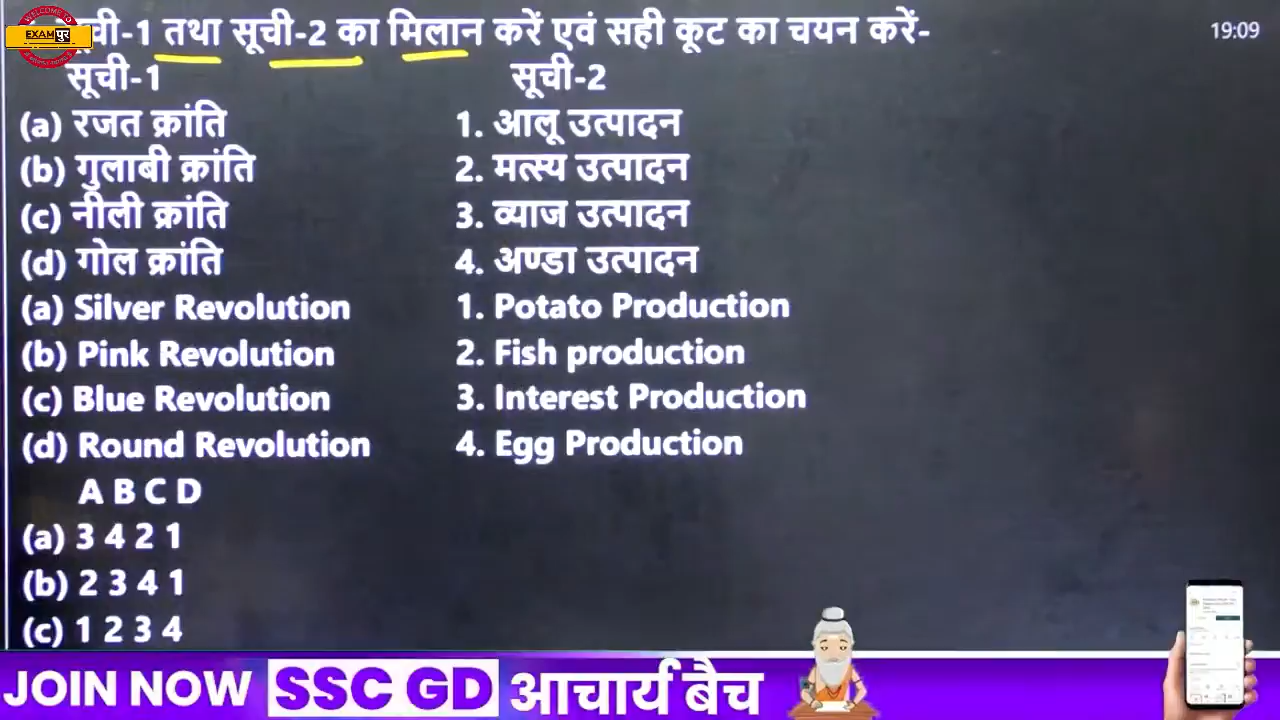 WELCOME TO
EXAM पुर
ूची-1 तथा सूची-2 का मिलान करें एवं सही कूट का चयन करें-
19:09
सूची-1 सूची-2
(a) रजत क्रांति 1. आलू उत्पादन
(b) गुलाबी क्रांति 2. मत्स्य उत्पादन
(c) नीली क्रांति 3. व्याज उत्पादन
(d) गोल क्रांति 4. अण्डा उत्पादन
(a) Silver Revolution 1. Potato Production
(b) Pink Revolution 2. Fish production
(c) Blue Revolution 3. Interest Production
(d) Round Revolution 4. Egg Production
A B C D
(a) 3 4 2 1
(b) 2 3 4 1
(c) 1 2 3 4
JOIN NOW SSC GD आचार्य बैच